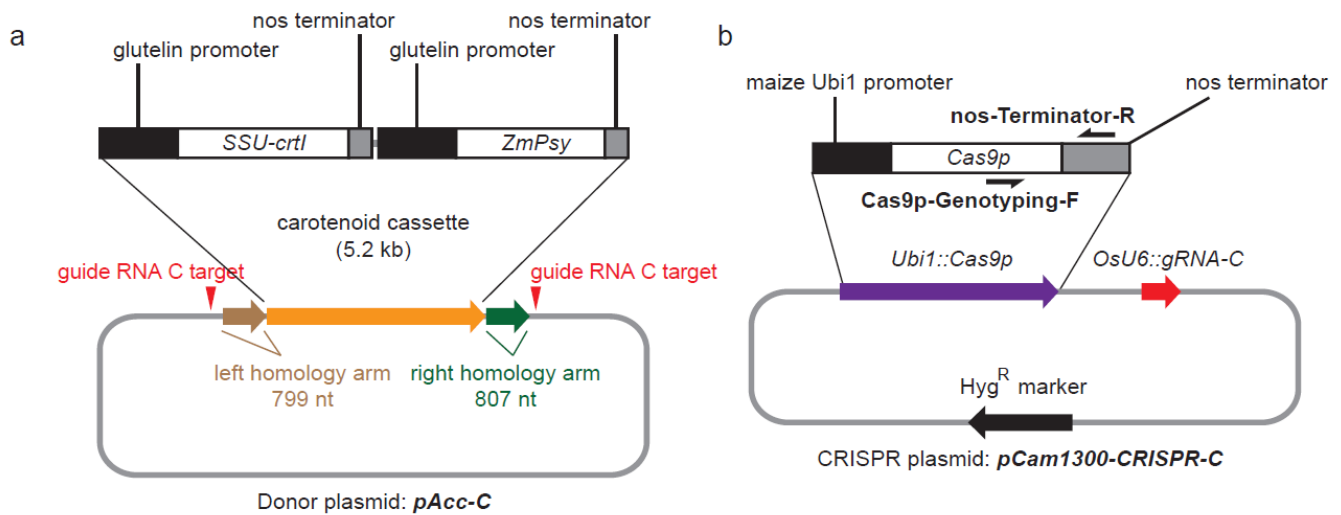 a
nos terminator
nos terminator
glutelin promoter
glutelin promoter
SSU-crtI
ZmPsy
carotenoid cassette
(5.2 kb)
guide RNA C target
guide RNA C target
left homology arm
799 nt
right homology arm
807 nt
Donor plasmid: pAcc-C
b
maize Ubi1 promoter
nos terminator
nos-Terminator-R
Cas9p
Cas9p-Genotyping-F
Ubi1::Cas9p
OsU6::gRNA-C
Hyg^R marker
CRISPR plasmid: pCam1300-CRISPR-C